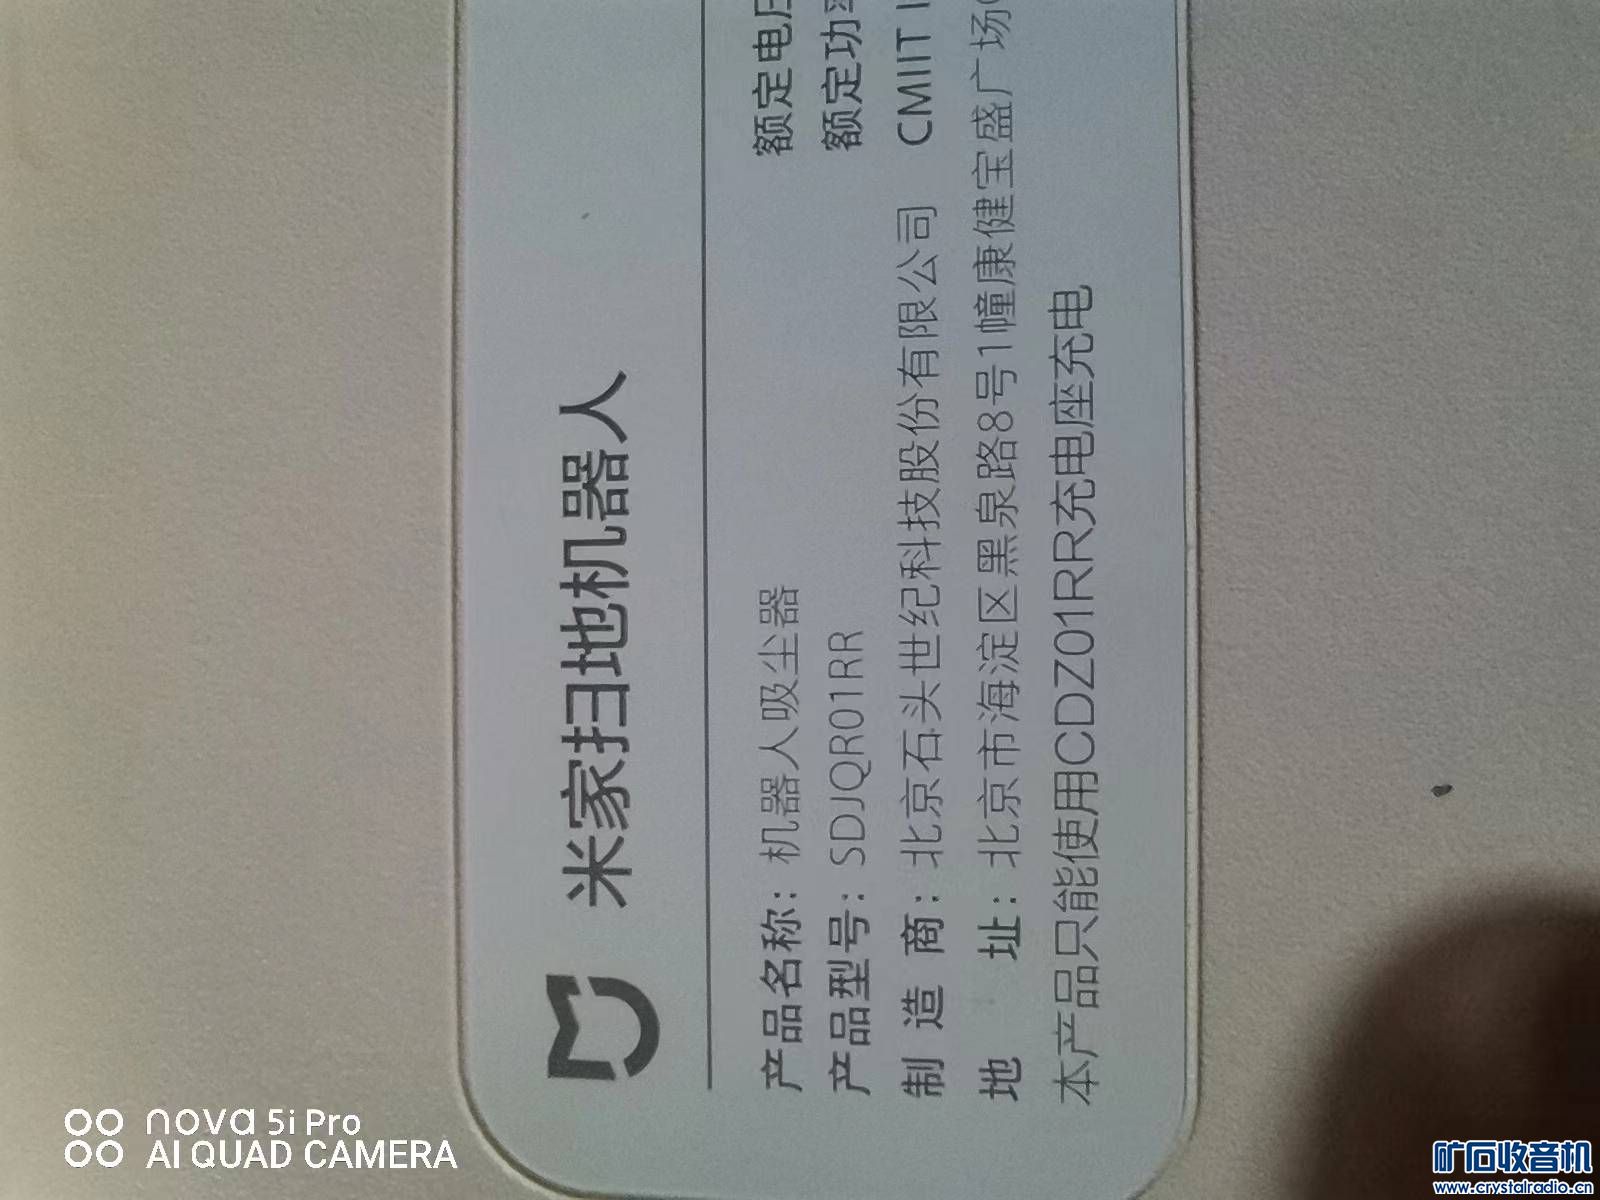 米家扫地机器人
产品名称：机器人吸尘器 额定电压
产品型号：SDJQR01RR 额定功率
制造商：北京石头世纪科技股份有限公司 CMIIT I
地址：北京市海淀区黑泉路8号1幢康健宝盛广场
本产品只能使用CDZ01RR充电座充电
nova 5i Pro
AI QUAD CAMERA
矿石收音机
www.crystalradio.cn